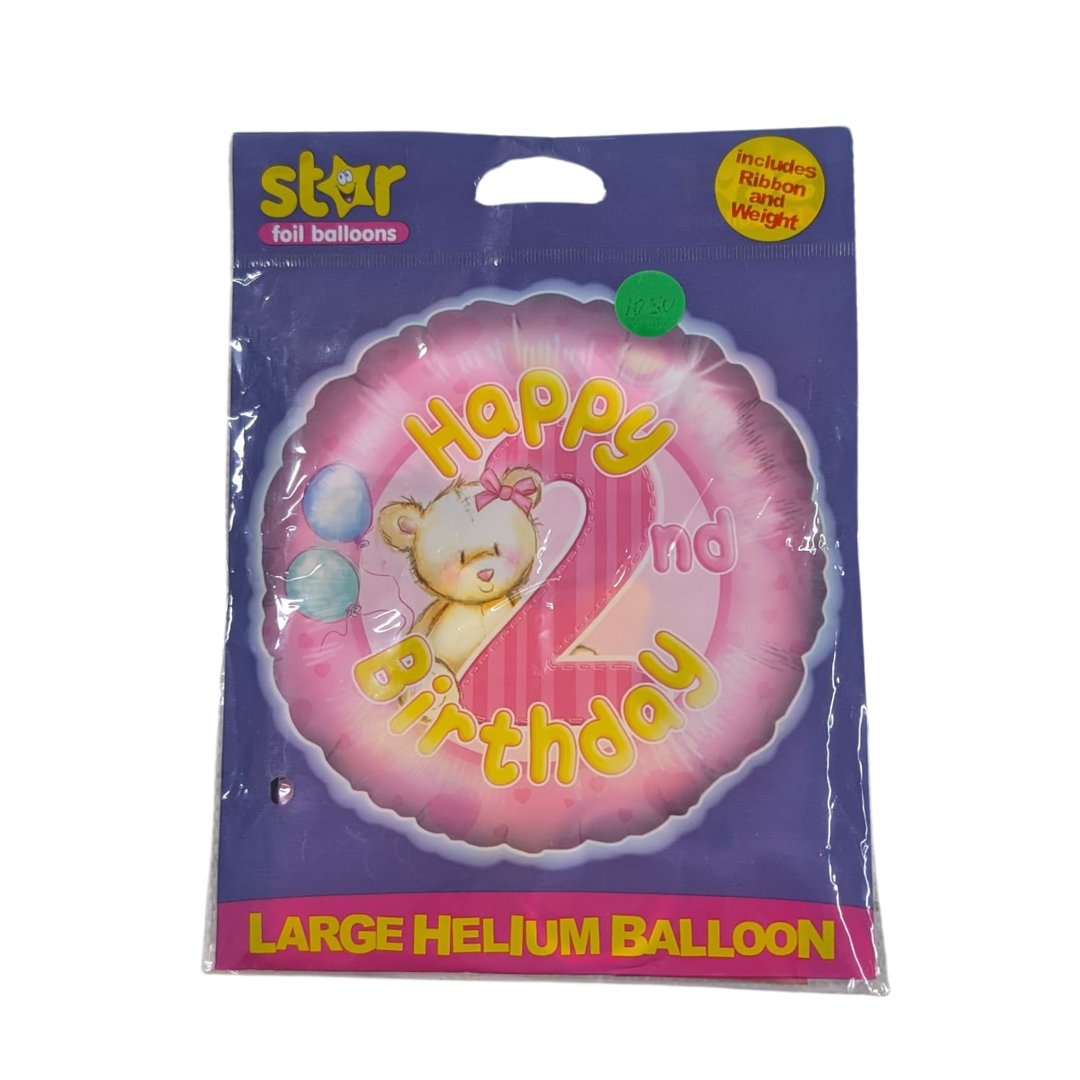 star
foil balloons
includes
Ribbon
and
Weight
Happy
2nd
Birthday
LARGE HELIUM BALLOON